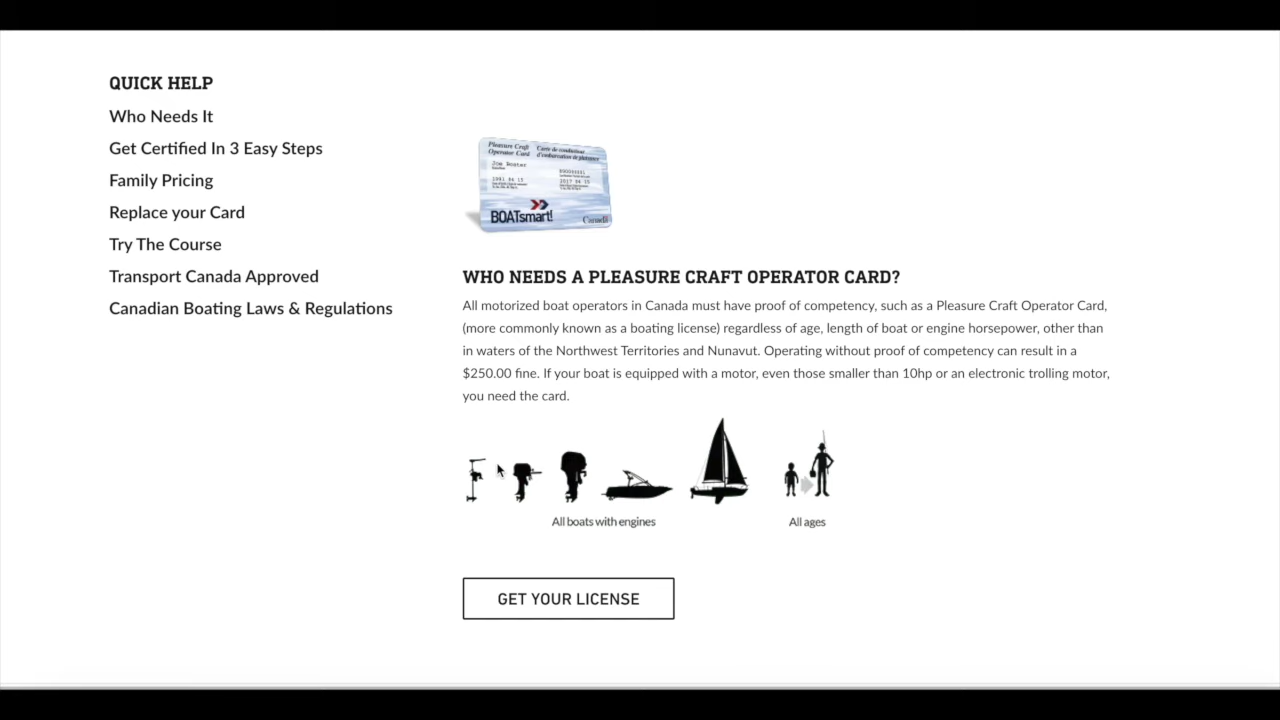 QUICK HELP
Who Needs It
Get Certified In 3 Easy Steps
Family Pricing
Replace your Card
Try The Course
Transport Canada Approved
Canadian Boating Laws & Regulations
Pleasure Craft Carte de conducteur
Operator Card d'embarcation de plaisance
BOATsmart! Canada
WHO NEEDS A PLEASURE CRAFT OPERATOR CARD?
All motorized boat operators in Canada must have proof of competency, such as a Pleasure Craft Operator Card,
(more commonly known as a boating license) regardless of age, length of boat or engine horsepower, other than
in waters of the Northwest Territories and Nunavut. Operating without proof of competency can result in a
$250.00 fine. If your boat is equipped with a motor, even those smaller than 10hp or an electronic trolling motor,
you need the card.
All boats with engines All ages
GET YOUR LICENSE